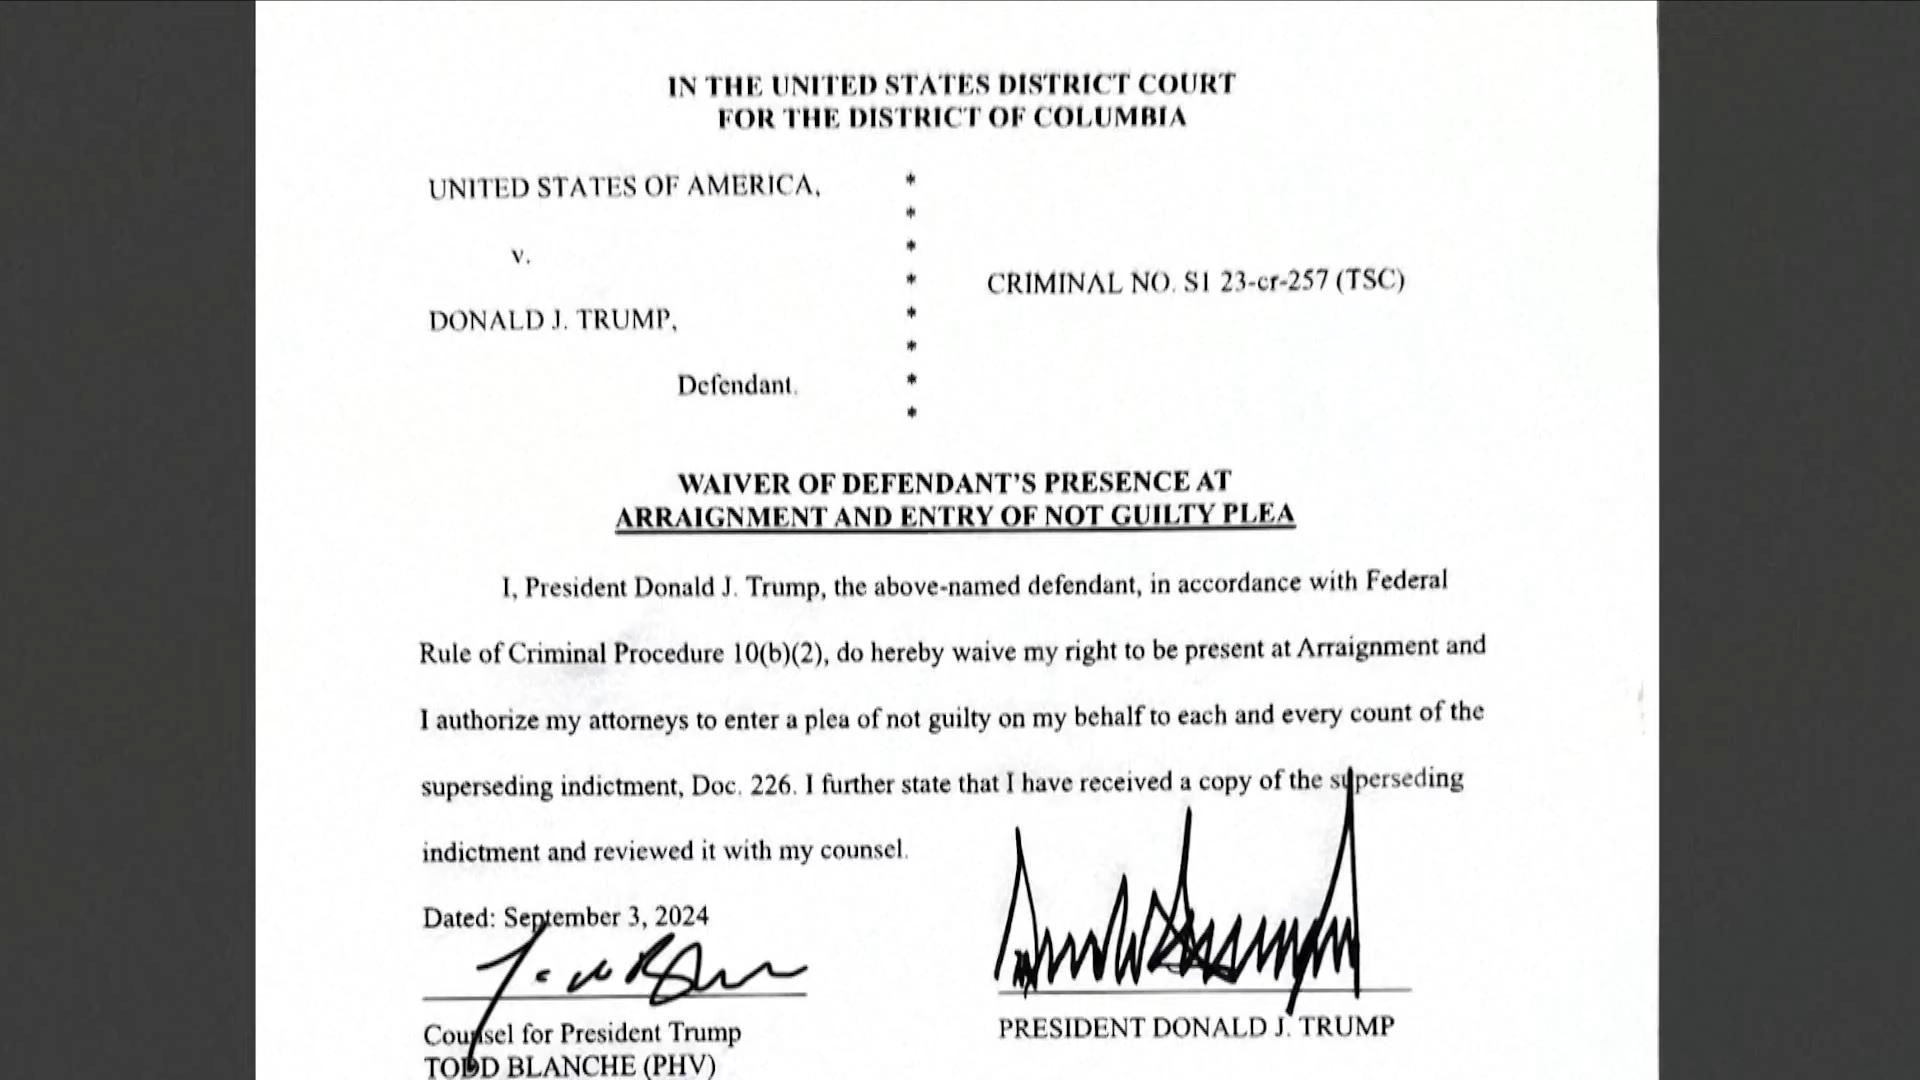 IN THE UNITED STATES DISTRICT COURT
FOR THE DISTRICT OF COLUMBIA
UNITED STATES OF AMERICA,
v.
DONALD J. TRUMP,
Defendant.
*
*
*
*
*
*
*
*
CRIMINAL NO. S1 23-cr-257 (TSC)
WAIVER OF DEFENDANT'S PRESENCE AT
ARRAIGNMENT AND ENTRY OF NOT GUILTY PLEA
I, President Donald J. Trump, the above-named defendant, in accordance with Federal
Rule of Criminal Procedure 10(b)(2), do hereby waive my right to be present at Arraignment and
I authorize my attorneys to enter a plea of not guilty on my behalf to each and every count of the
superseding indictment, Doc. 226. I further state that I have received a copy of the superseding
indictment and reviewed it with my counsel.
Dated: September 3, 2024
Counsel for President Trump
TODD BLANCHE (PHV)
PRESIDENT DONALD J. TRUMP